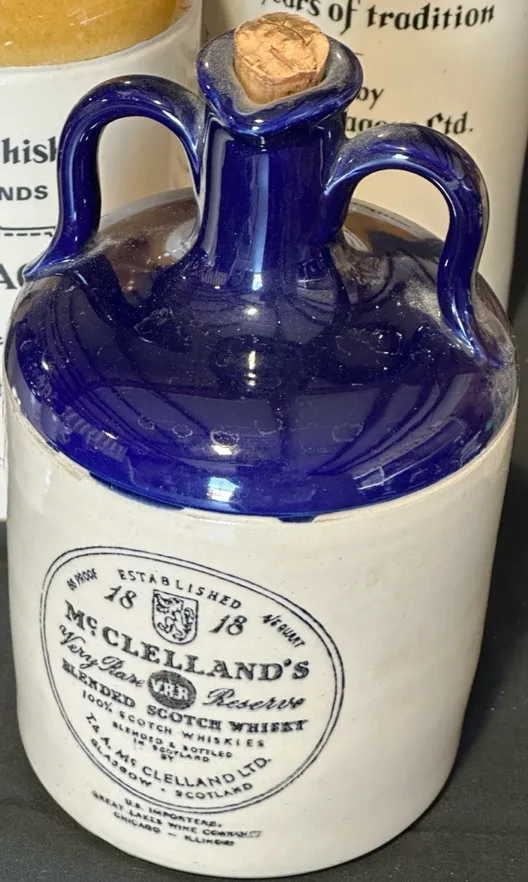 years of tradition
by
Ltd.
NDS
86 PROOF
ESTABLISHED
4/5 QUART
18 18
McCLELLAND'S
Very Rare V.R.R Reserve
BLENDED SCOTCH WHISKY
100% SCOTCH WHISKIES
BLENDED & BOTTLED
IN SCOTLAND
BY
T. & A. McCLELLAND LTD.
GLASGOW · SCOTLAND
U.S. IMPORTERS,
GREAT LAKES WINE COMPANY
CHICAGO — ILLINOIS